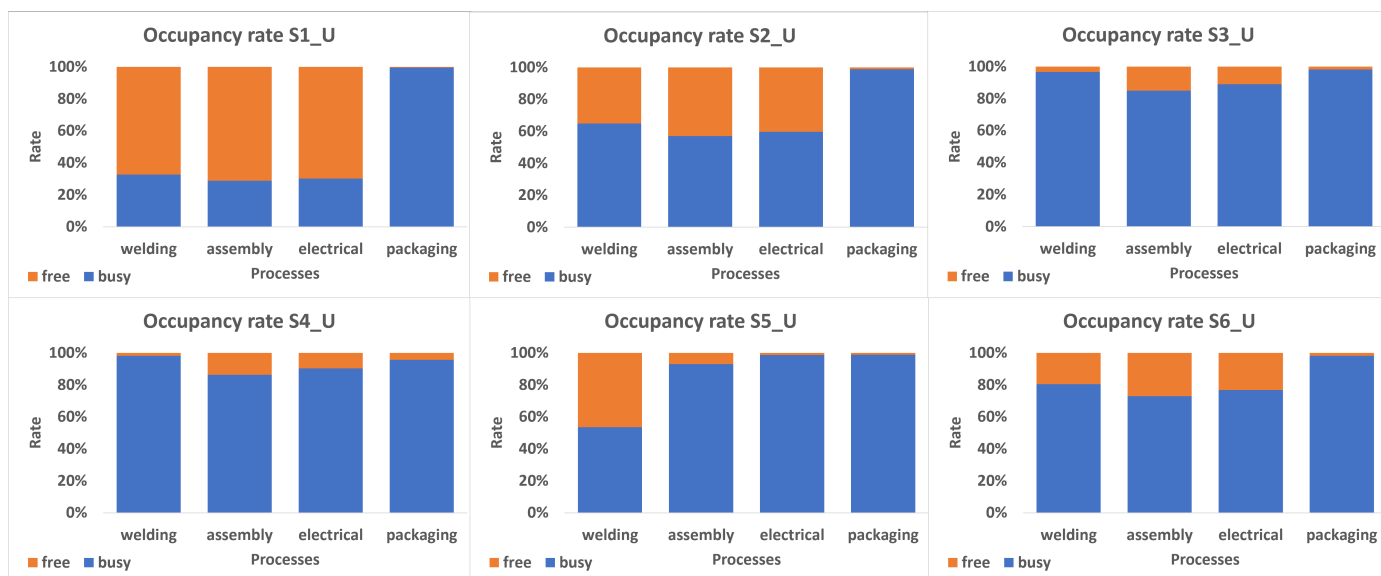 Occupancy rate S1_U
100%
80%
60%
40%
20%
0%
Rate
welding assembly electrical packaging
Processes
free busy
Occupancy rate S2_U
100%
80%
60%
40%
20%
0%
Rate
welding assembly electrical packaging
Processes
free busy
Occupancy rate S3_U
100%
80%
60%
40%
20%
0%
Rate
welding assembly electrical packaging
Processes
free busy
Occupancy rate S4_U
100%
80%
60%
40%
20%
0%
Rate
welding assembly electrical packaging
Processes
free busy
Occupancy rate S5_U
100%
80%
60%
40%
20%
0%
Rate
welding assembly electrical packaging
Processes
free busy
Occupancy rate S6_U
100%
80%
60%
40%
20%
0%
Rate
welding assembly electrical packaging
Processes
free busy